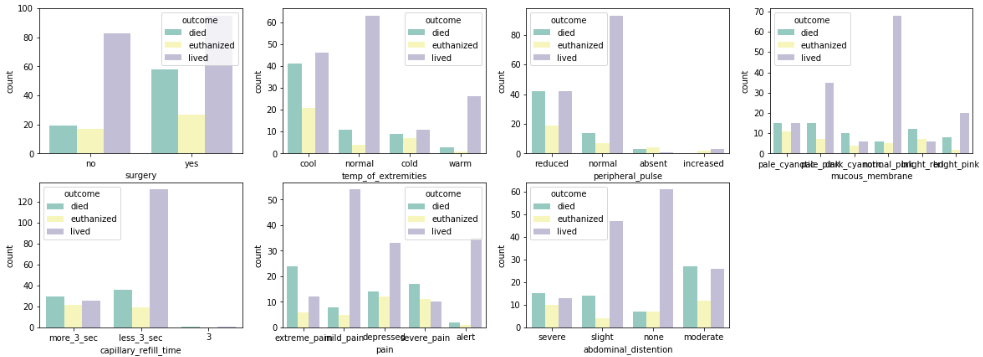 100
80
60
40
20
0
count
outcome
died
euthanized
lived
no yes
surgery
60
50
40
30
20
10
0
count
outcome
died
euthanized
lived
cool normal cold warm
temp_of_extremities
80
60
40
20
0
count
outcome
died
euthanized
lived
reduced normal absent increased
peripheral_pulse
70
60
50
40
30
20
10
0
count
outcome
died
euthanized
lived
pale_cyanotic pale_pink dark_cyanotic normal_pink bright_red bright_pink
mucous_membrane
120
100
80
60
40
20
0
count
outcome
died
euthanized
lived
more_3_sec less_3_sec 3
capillary_refill_time
50
40
30
20
10
0
count
outcome
died
euthanized
lived
extreme_pain mild_pain depressed severe_pain alert
pain
60
50
40
30
20
10
0
count
outcome
died
euthanized
lived
severe slight none moderate
abdominal_distention